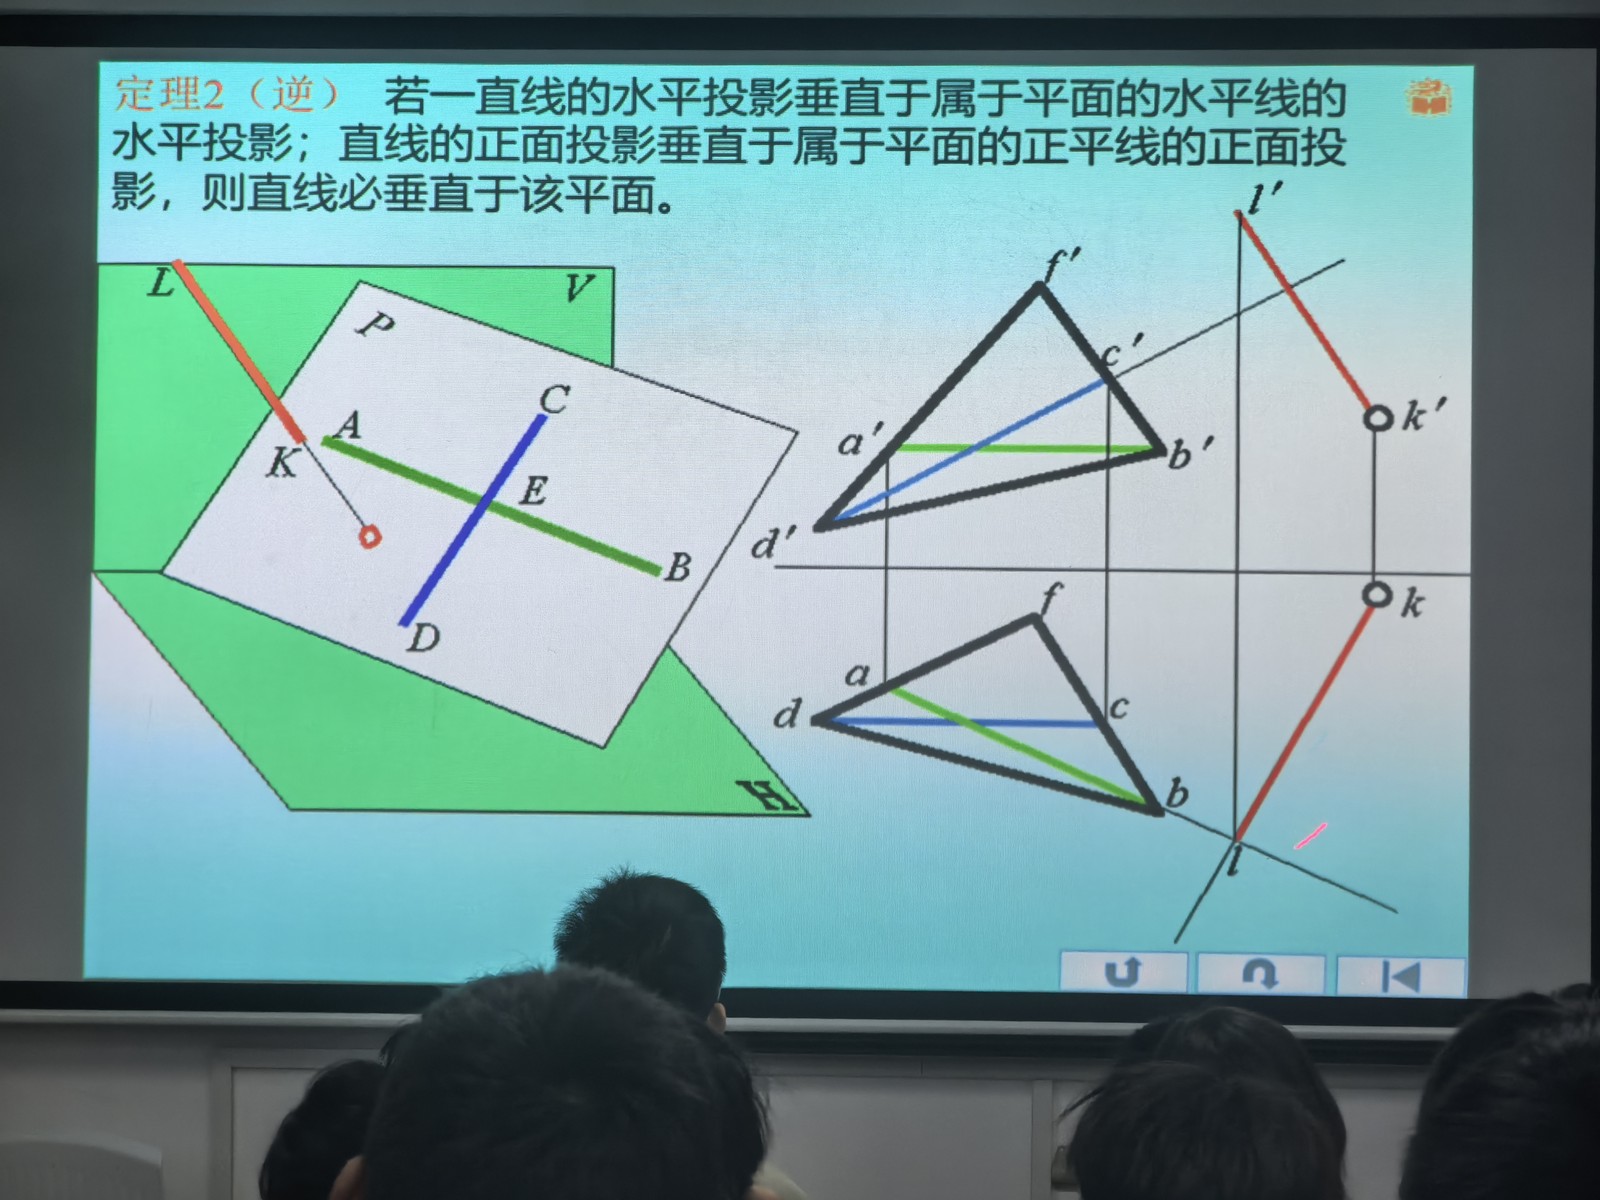 定理2（逆） 若一直线的水平投影垂直于属于平面的水平线的
水平投影；直线的正面投影垂直于属于平面的正平线的正面投
影，则直线必垂直于该平面。
L
V
P
C
A
K
E
B
D
H
l'
f'
c'
k'
a'
b'
d'
f
k
a
d
c
b
l